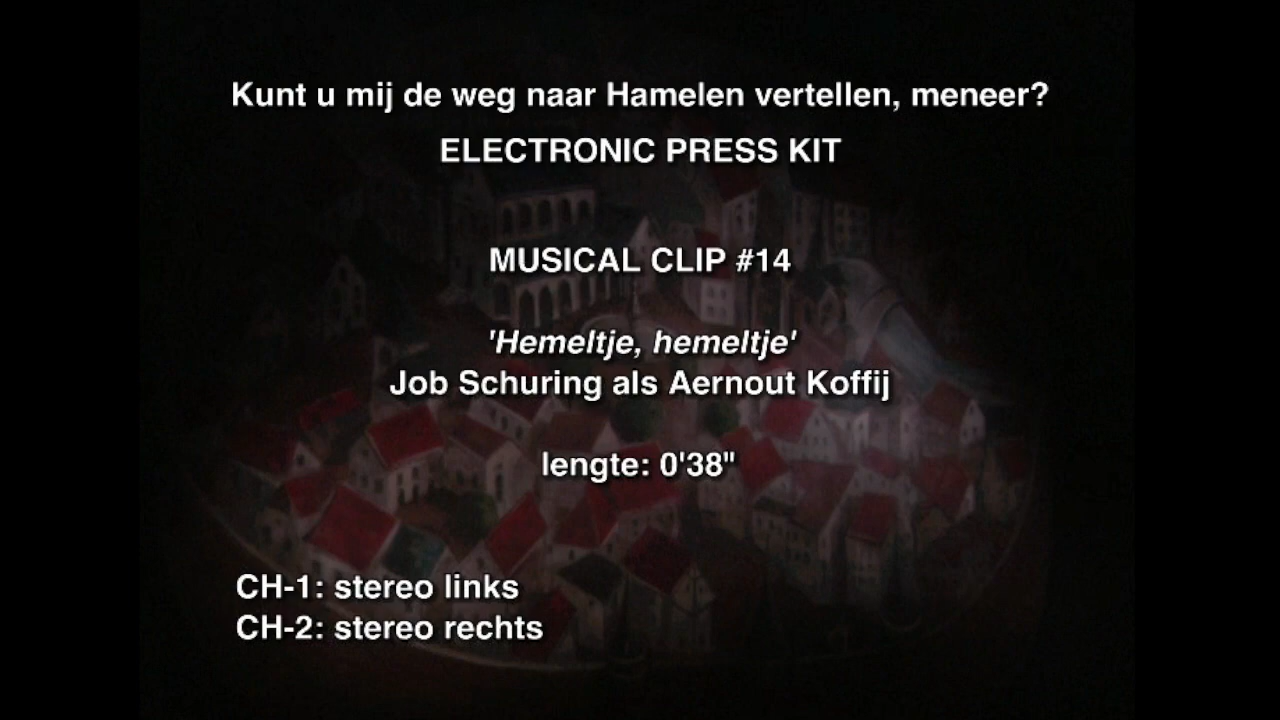 Kunt u mij de weg naar Hamelen vertellen, meneer?
ELECTRONIC PRESS KIT
MUSICAL CLIP #14
'Hemeltje, hemeltje'
Job Schuring als Aernout Koffij
lengte: 0'38"
CH-1: stereo links
CH-2: stereo rechts